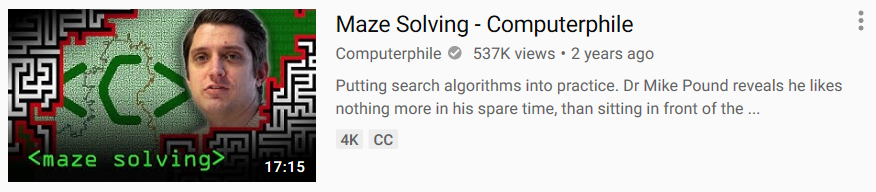 <C>
<maze solving>
17:15
Maze Solving - Computerphile
Computerphile 537K views • 2 years ago
Putting search algorithms into practice. Dr Mike Pound reveals he likes
nothing more in his spare time, than sitting in front of the ...
4K CC